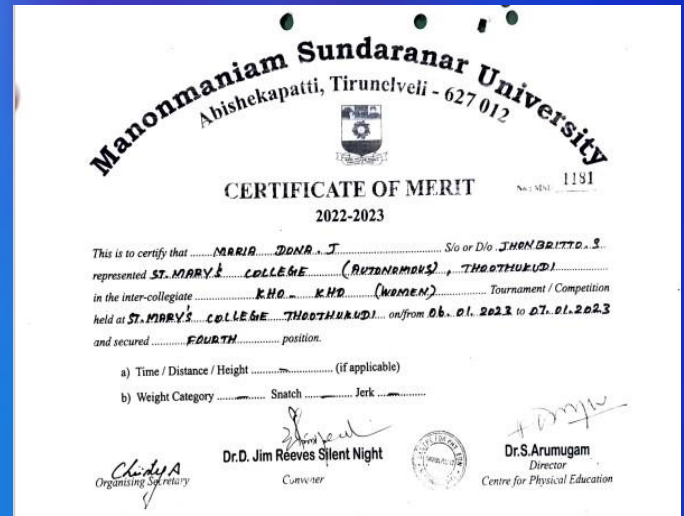 Manonmaniam Sundaranar University
Abishekapatti, Tirunelveli - 627 012
CERTIFICATE OF MERIT
1181
2022-2023
This is to certify that MARIA DONA. J S/o or D/o JHON BRITTO. S
represented ST. MARY'S COLLEGE (AUTONOMOUS), THOOTHUKUDI
in the inter-collegiate KHO - KHO (WOMEN) Tournament / Competition
held at ST. MARY'S COLLEGE THOOTHUKUDI on/from 06.01.2023 to 07.01.2023
and secured FOURTH position.
a) Time / Distance / Height - (if applicable)
b) Weight Category - Snatch - Jerk -
Dr.D. Jim Reeves Silent Night
Convener
Organising Secretary
Dr.S.Arumugam
Director
Centre for Physical Education